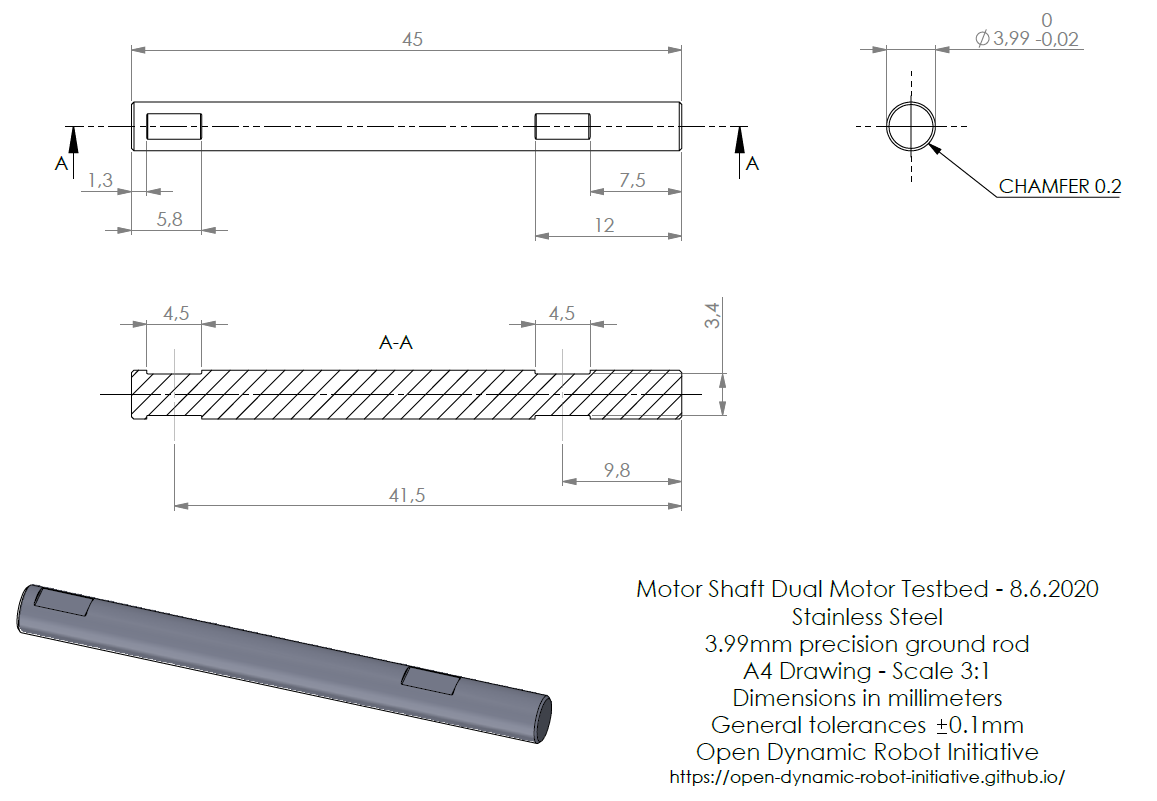 45
0
Ø3,99 -0,02
A
A
1,3
7,5
CHAMFER 0.2
5,8
12
4,5
4,5
3,4
A-A
9,8
41,5
Motor Shaft Dual Motor Testbed - 8.6.2020
Stainless Steel
3.99mm precision ground rod
A4 Drawing - Scale 3:1
Dimensions in millimeters
General tolerances ±0.1mm
Open Dynamic Robot Initiative
https://open-dynamic-robot-initiative.github.io/